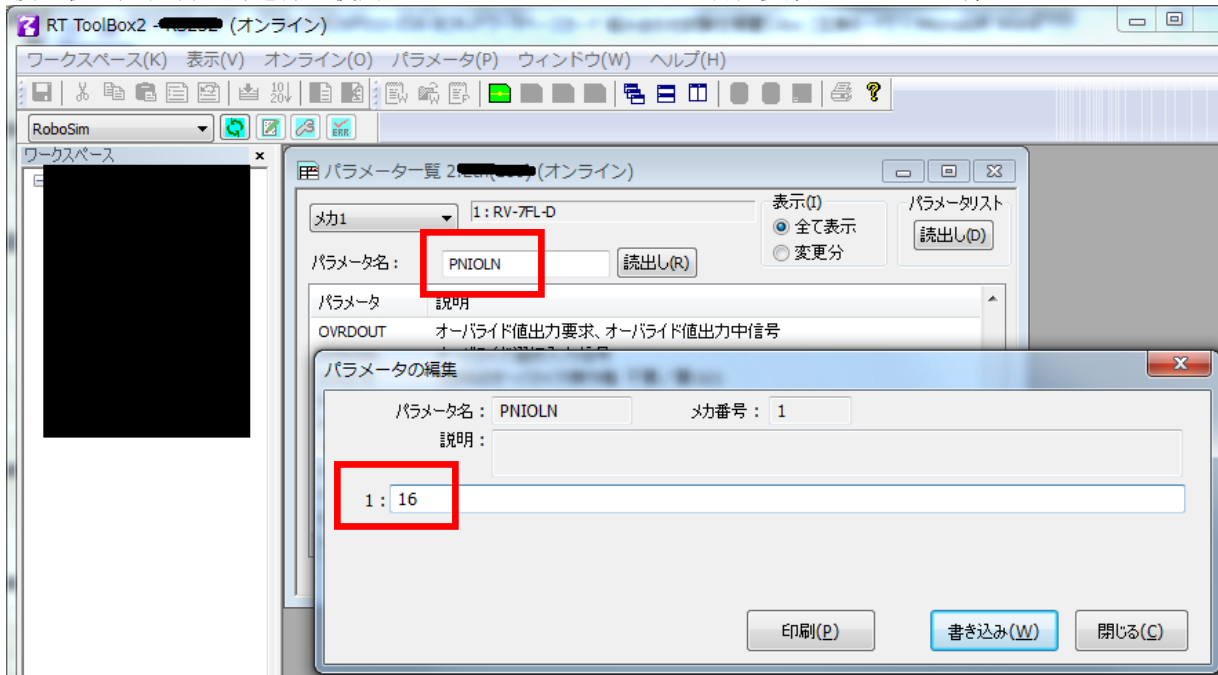 RT ToolBox2 - (オンライン)
ワークスペース(K) 表示(V) オンライン(O) パラメータ(P) ウィンドウ(W) ヘルプ(H)
RoboSim
ERR
ワークスペース
パラメータ一覧 2: (オンライン)
メカ1
1 : RV-7FL-D
表示(I)
全て表示
変更分
パラメータリスト
読出し(D)
パラメータ名 :
PNIOLN
読出し(R)
パラメータ 説明
OVRDOUT オーバライド値出力要求、オーバライド値出力中信号
パラメータの編集
パラメータ名 : PNIOLN メカ番号 : 1
説明 :
1 : 16
印刷(P) 書き込み(W) 閉じる(C)